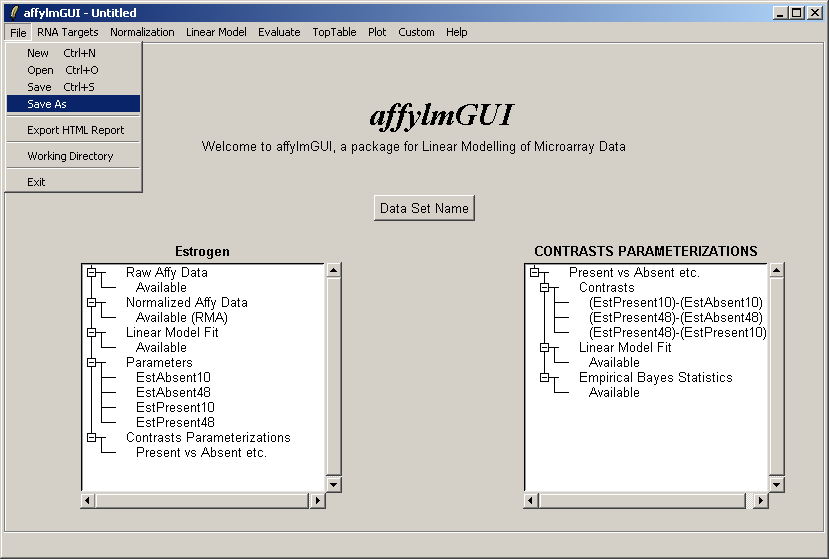 affylmGUI - Untitled
File RNA Targets Normalization Linear Model Evaluate TopTable Plot Custom Help
New Ctrl+N
Open Ctrl+O
Save Ctrl+S
Save As
Export HTML Report
Working Directory
Exit
affylmGUI
Welcome to affylmGUI, a package for Linear Modelling of Microarray Data
Data Set Name
Estrogen
Raw Affy Data
Available
Normalized Affy Data
Available (RMA)
Linear Model Fit
Available
Parameters
EstAbsent10
EstAbsent48
EstPresent10
EstPresent48
Contrasts Parameterizations
Present vs Absent etc.
CONTRASTS PARAMETERIZATIONS
Present vs Absent etc.
Contrasts
(EstPresent10)-(EstAbsent10)
(EstPresent48)-(EstAbsent48)
(EstPresent48)-(EstPresent10)
Linear Model Fit
Available
Empirical Bayes Statistics
Available